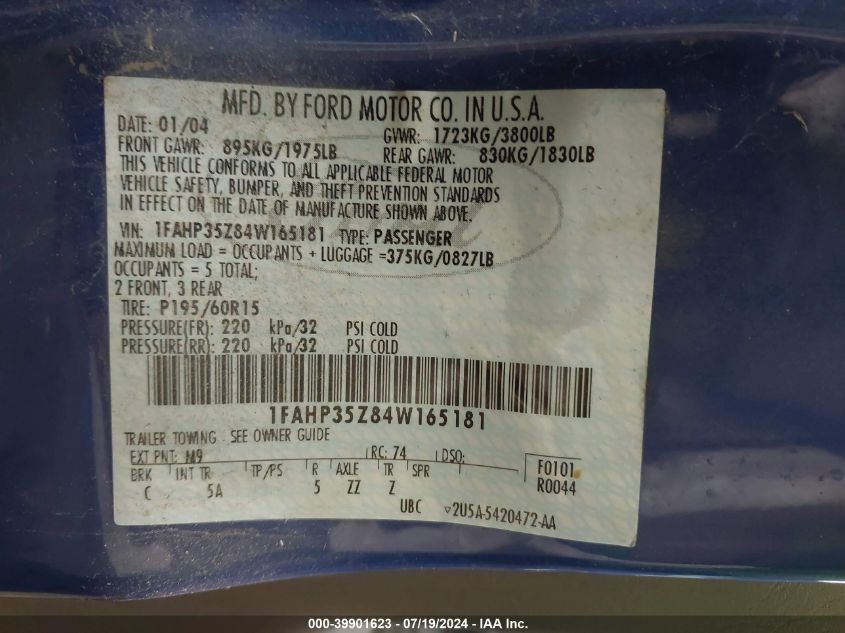 MFD. BY FORD MOTOR CO. IN U.S.A.
DATE: 01/04 GVWR: 1723KG/3800LB
FRONT GAWR: 895KG/1975LB REAR GAWR: 830KG/1830LB
THIS VEHICLE CONFORMS TO ALL APPLICABLE FEDERAL MOTOR
VEHICLE SAFETY, BUMPER, AND THEFT PREVENTION STANDARDS
IN EFFECT ON THE DATE OF MANUFACTURE SHOWN ABOVE.
VIN: 1FAHP35Z84W165181 TYPE: PASSENGER
MAXIMUM LOAD = OCCUPANTS + LUGGAGE =375KG/0827LB
OCCUPANTS = 5 TOTAL;
2 FRONT, 3 REAR
TIRE: P195/60R15
PRESSURE(FR): 220 kPa/32 PSI COLD
PRESSURE(RR): 220 kPa/32 PSI COLD
1FAHP35Z84W165181
TRAILER TOWING - SEE OWNER GUIDE
EXT PNT: M9 RC: 74 DSO: F0101
BRK INT TR TP/PS R AXLE TR SPR R0044
C 5A 5 ZZ Z
UBC ▽2U5A-5420472-AA
000-39901623 - 07/19/2024 - IAA Inc.